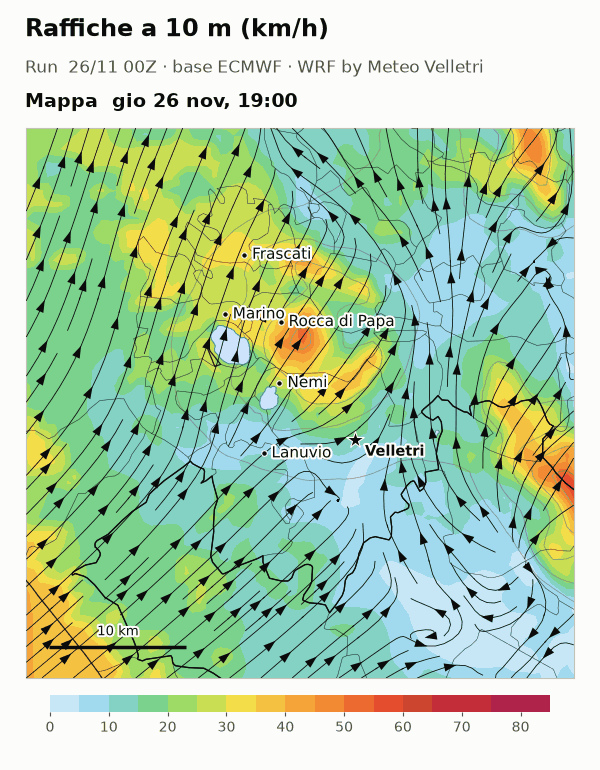 Raffiche a 10 m (km/h)
Run  26/11 00Z · base ECMWF · WRF by Meteo Velletri
Mappa  gio 26 nov, 19:00
Frascati
Marino
Rocca di Papa
Nemi
Velletri
Lanuvio
10 km
0 10 20 30 40 50 60 70 80